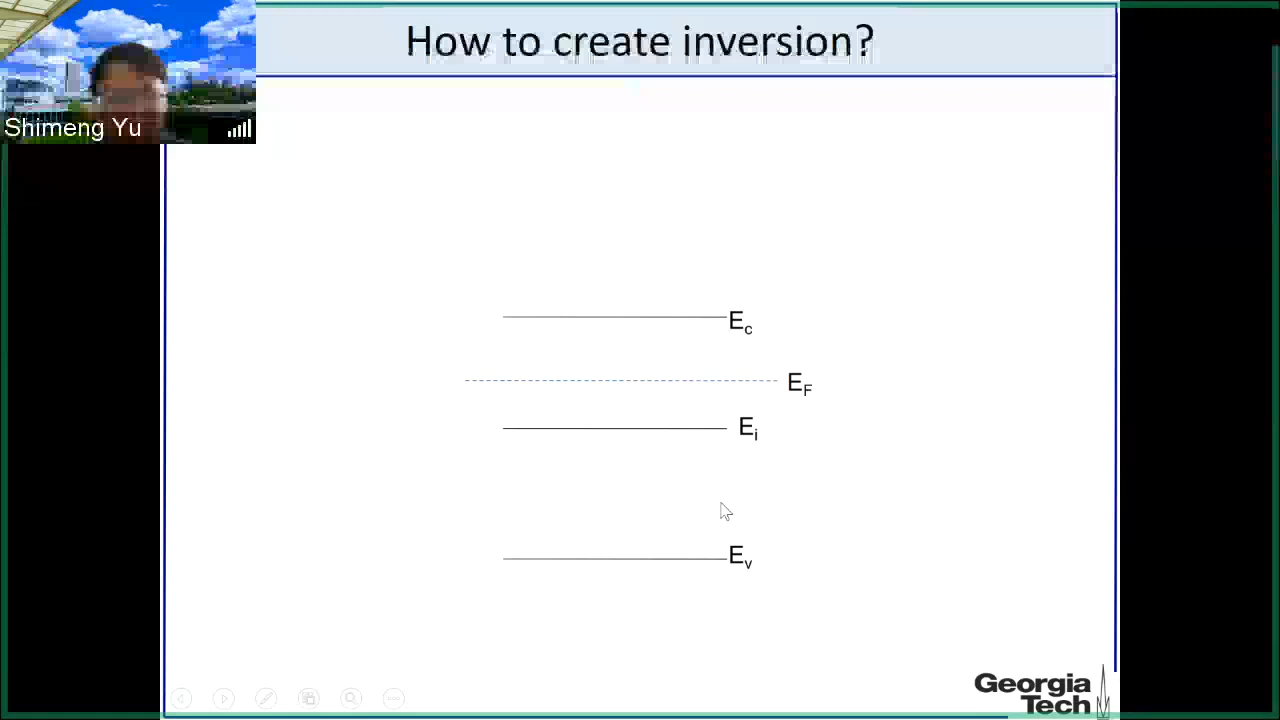 How to create inversion?
Shimeng Yu
E_c
E_F
E_i
E_v
Georgia
Tech